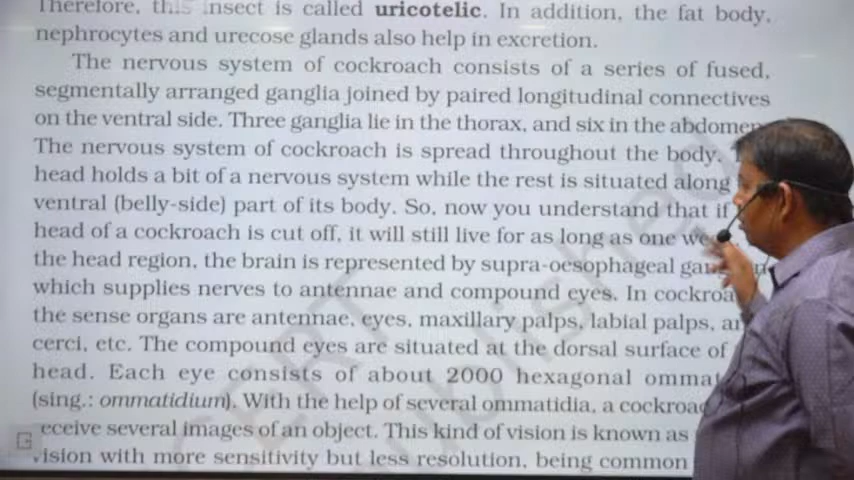 Therefore, this insect is called uricotelic. In addition, the fat body,
nephrocytes and urecose glands also help in excretion.
The nervous system of cockroach consists of a series of fused,
segmentally arranged ganglia joined by paired longitudinal connectives
on the ventral side. Three ganglia lie in the thorax, and six in the abdomen
The nervous system of cockroach is spread throughout the body.
head holds a bit of a nervous system while the rest is situated along
ventral (belly-side) part of its body. So, now you understand that if
head of a cockroach is cut off, it will still live for as long as one we
the head region, the brain is represented by supra-oesophageal gan
which supplies nerves to antennae and compound eyes. In cockroa
the sense organs are antennae, eyes, maxillary palps, labial palps, an
cerci, etc. The compound eyes are situated at the dorsal surface of
head. Each eye consists of about 2000 hexagonal ommat
(sing.: ommatidium). With the help of several ommatidia, a cockroac
eceive several images of an object. This kind of vision is known as
vision with more sensitivity but less resolution, being common